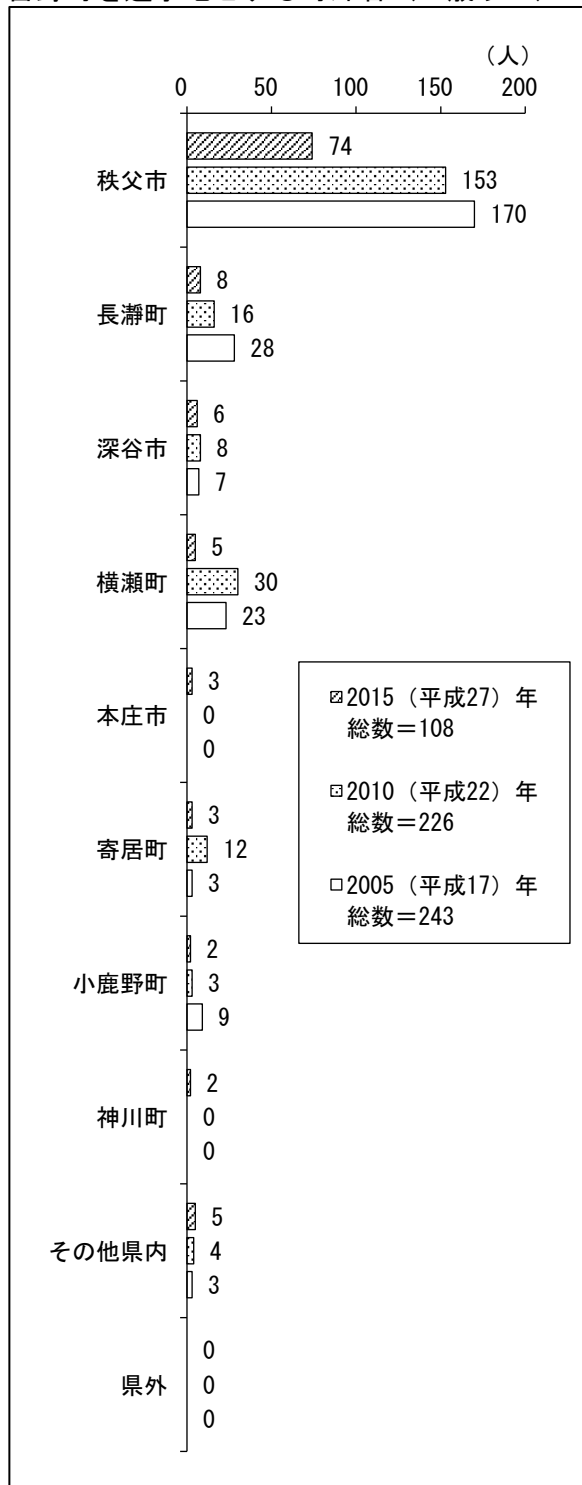 （人）
0 50 100 150 200
秩父市
74
153
170
長瀞町
8
16
28
深谷市
6
8
7
横瀬町
5
30
23
本庄市
3
0
0
寄居町
3
12
3
小鹿野町
2
3
9
神川町
2
0
0
その他県内
5
4
3
県外
0
0
0
2015（平成27）年
総数＝108
2010（平成22）年
総数＝226
2005（平成17）年
総数＝243